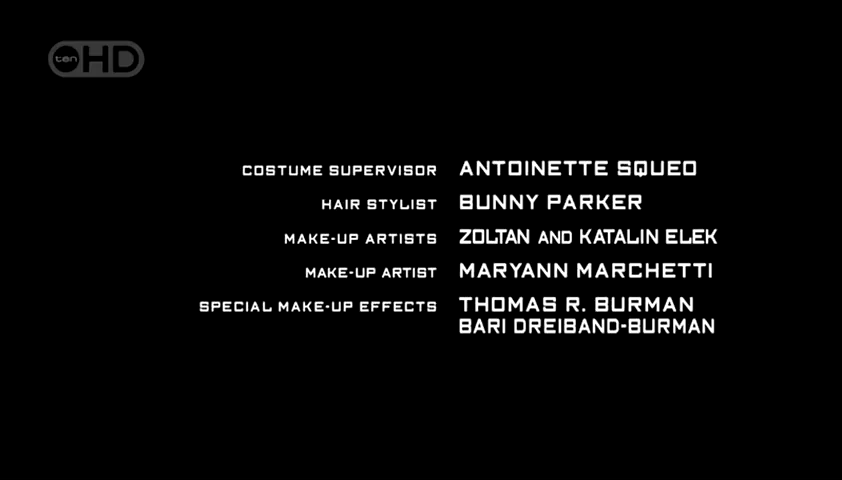 ten HD
COSTUME SUPERVISOR ANTOINETTE SQUEO
HAIR STYLIST BUNNY PARKER
MAKE-UP ARTISTS ZOLTAN AND KATALIN ELEK
MAKE-UP ARTIST MARYANN MARCHETTI
SPECIAL MAKE-UP EFFECTS THOMAS R. BURMAN
BARI DREIBAND-BURMAN